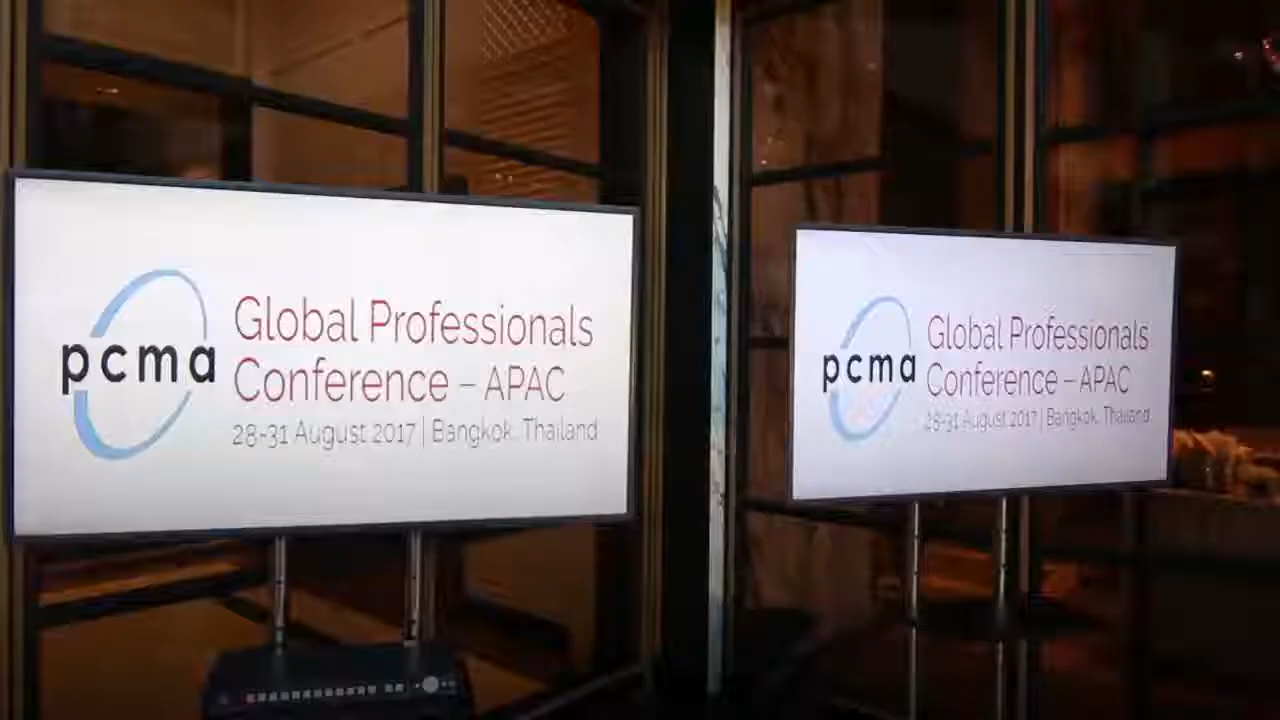 pcma
Global Professionals
Conference – APAC
28-31 August 2017 | Bangkok, Thailand
pcma
Global Professionals
Conference – APAC
28-31 August 2017 | Bangkok, Thailand